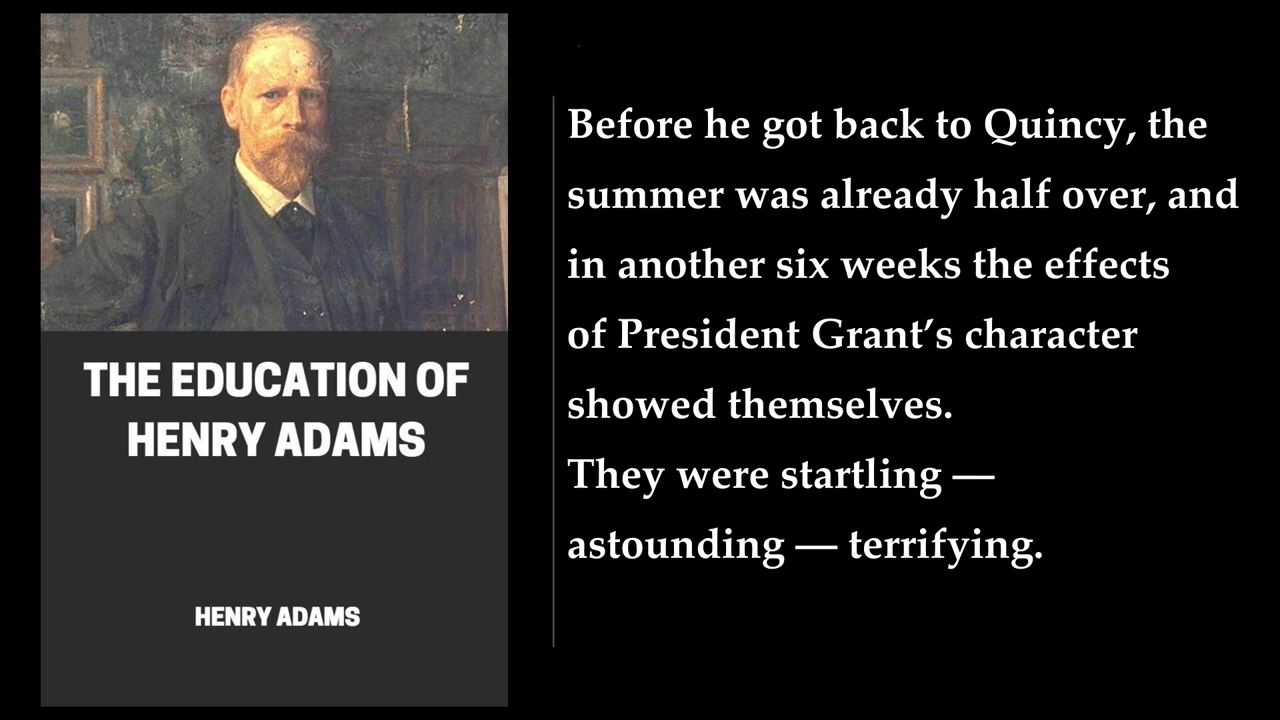 THE EDUCATION OF
HENRY ADAMS
HENRY ADAMS
Before he got back to Quincy, the
summer was already half over, and
in another six weeks the effects
of President Grant’s character
showed themselves.
They were startling —
astounding — terrifying.